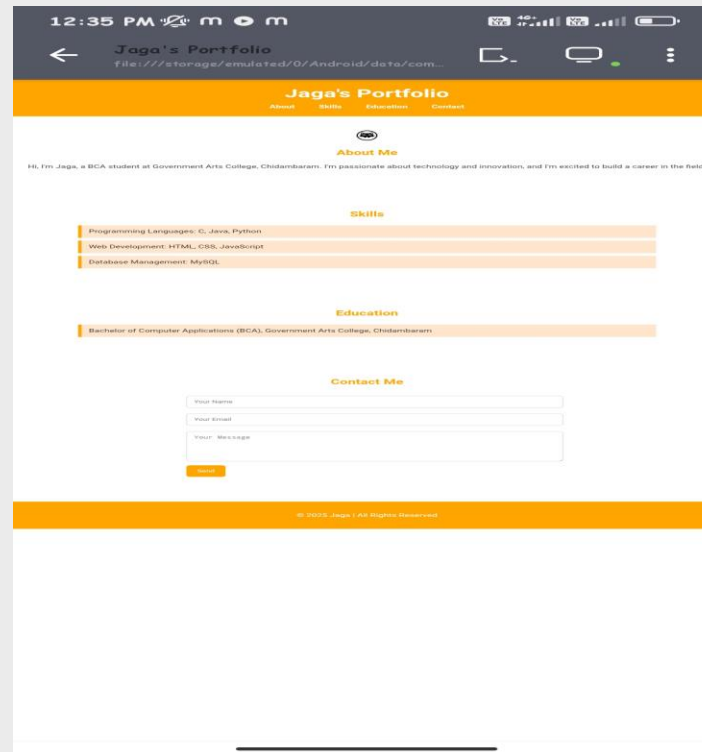 12:35 PM
Jaga's Portfolio
file:///storage/emulated/0/Android/data/com...
Jaga's Portfolio
About Skills Education Contact
About Me
Hi, I'm Jaga, a BCA student at Government Arts College, Chidambaram. I'm passionate about technology and innovation, and I'm excited to build a career in the field
Skills
Programming Languages: C, Java, Python
Web Development: HTML, CSS, JavaScript
Database Management: MySQL
Education
Bachelor of Computer Applications (BCA), Government Arts College, Chidambaram
Contact Me
Your Name
Your Email
Your Message
Send
© 2025 Jaga | All Rights Reserved